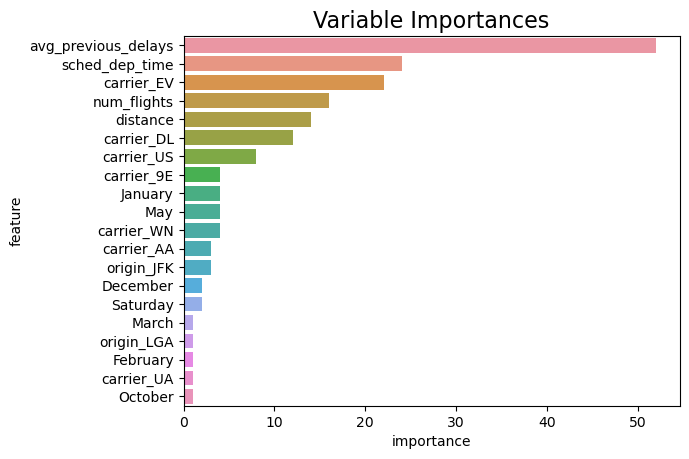 Variable Importances
avg_previous_delays
sched_dep_time
carrier_EV
num_flights
distance
carrier_DL
carrier_US
carrier_9E
January
May
carrier_WN
carrier_AA
origin_JFK
December
Saturday
March
origin_LGA
February
carrier_UA
October
feature
0 10 20 30 40 50
importance